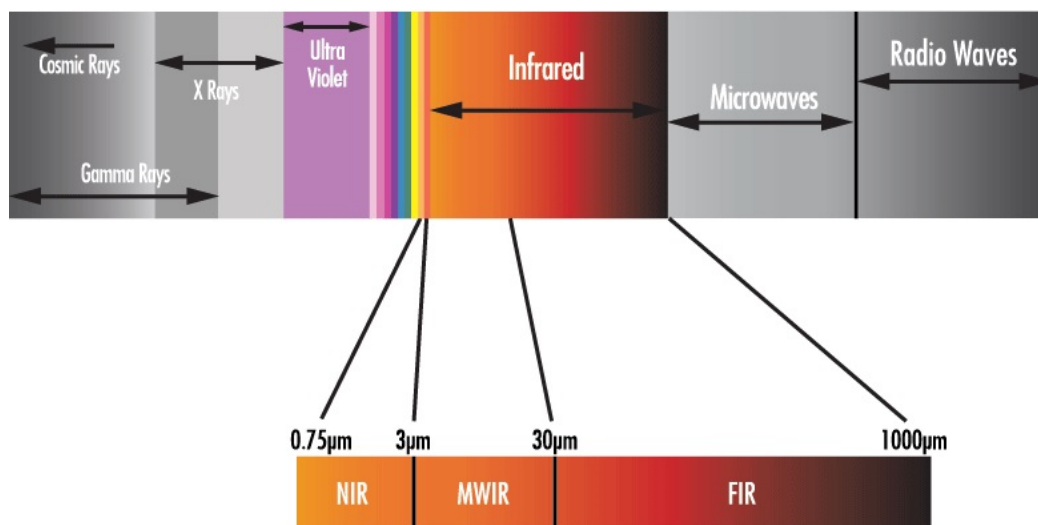 Cosmic Rays
X Rays
Gamma Rays
Ultra
Violet
Infrared
Microwaves
Radio Waves
0.75µm
3µm
30µm
1000µm
NIR
MWIR
FIR